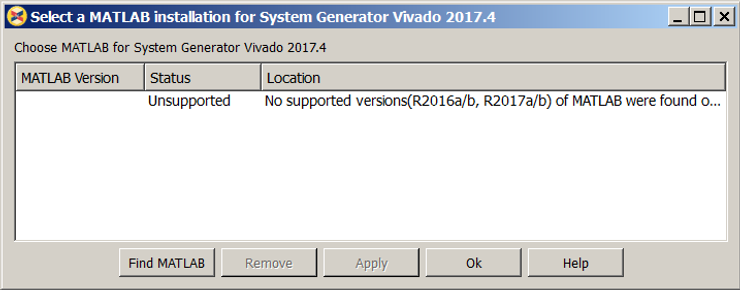 Select a MATLAB installation for System Generator Vivado 2017.4
Choose MATLAB for System Generator Vivado 2017.4
MATLAB Version Status Location
Unsupported No supported versions(R2016a/b, R2017a/b) of MATLAB were found o...
Find MATLAB Remove Apply Ok Help